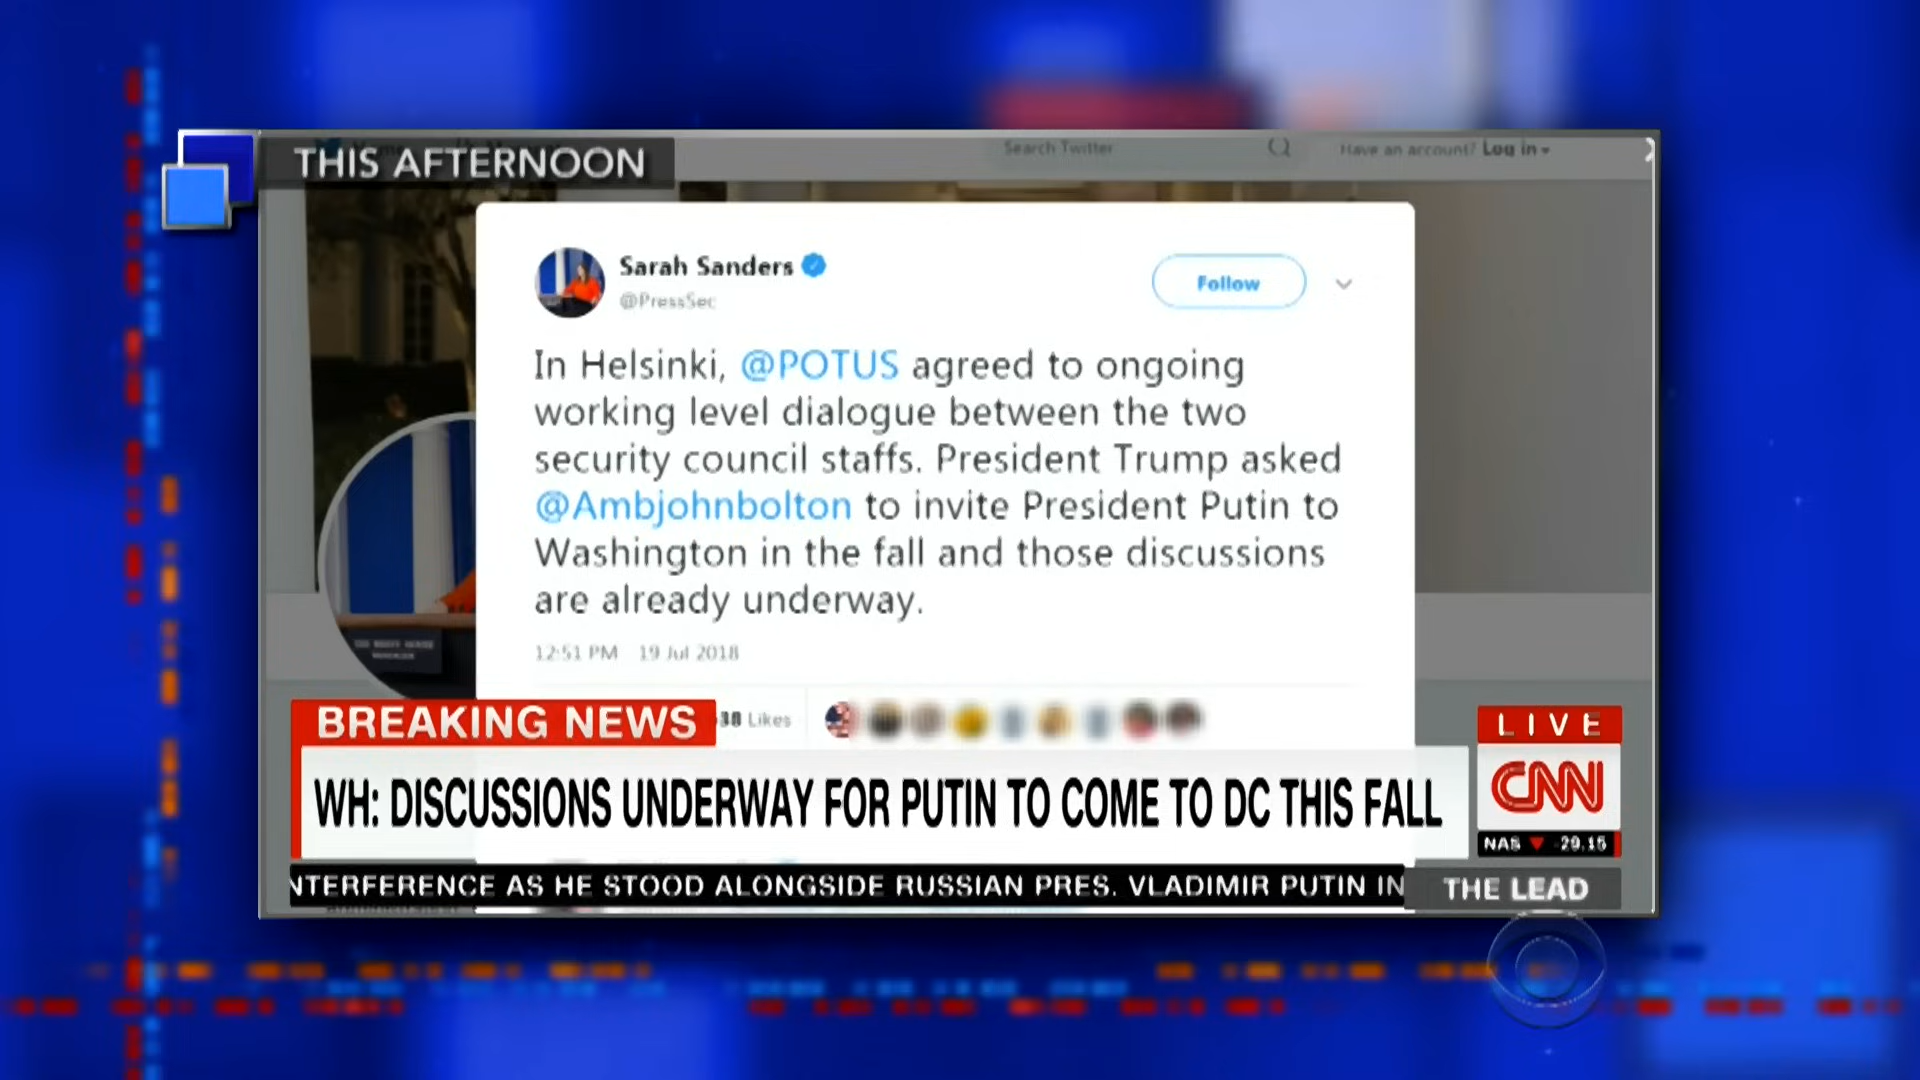 THIS AFTERNOON
Search Twitter
Have an account? Log in
Sarah Sanders
@PressSec
Follow
In Helsinki, @POTUS agreed to ongoing
working level dialogue between the two
security council staffs. President Trump asked
@Ambjohnbolton to invite President Putin to
Washington in the fall and those discussions
are already underway.
12:51 PM 19 Jul 2018
38 Likes
BREAKING NEWS
LIVE
WH: DISCUSSIONS UNDERWAY FOR PUTIN TO COME TO DC THIS FALL
CNN
NAS ▼ -29.15
NTERFERENCE AS HE STOOD ALONGSIDE RUSSIAN PRES. VLADIMIR PUTIN IN
THE LEAD